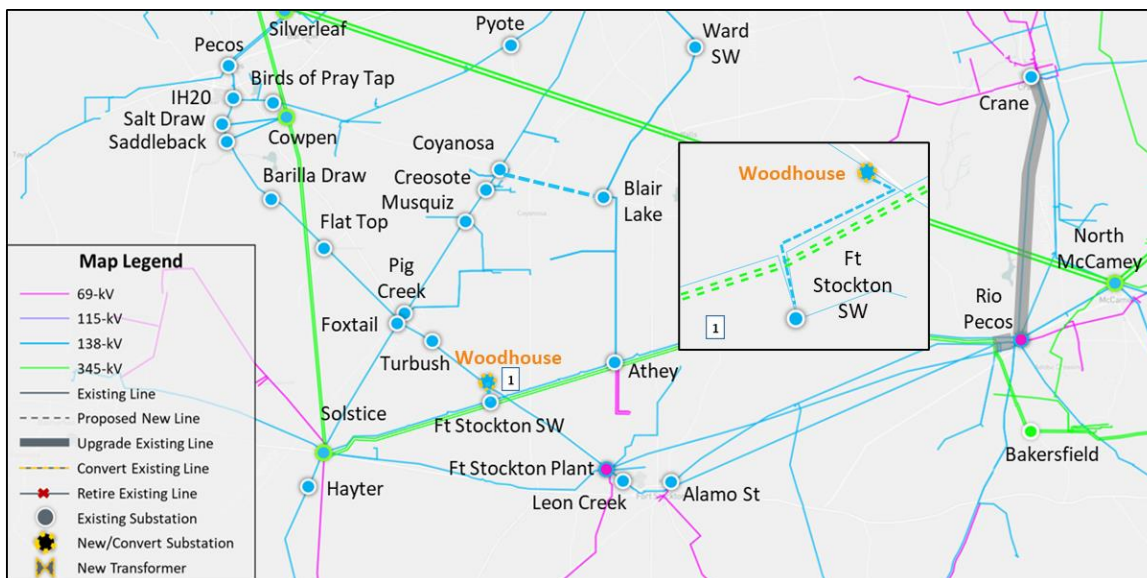 Silverleaf
Pyote
Ward
SW
Pecos
Birds of Pray Tap
IH20
Salt Draw
Saddleback
Cowpen
Crane
Coyanosa
Creosote
Musquiz
Barilla Draw
Blair
Lake
Flat Top
Woodhouse
Ft
Stockton
SW
1
North
McCamey
Rio
Pecos
Pig
Creek
Foxtail
Turbush
Woodhouse
1
Athey
Solstice
Ft Stockton SW
Ft Stockton Plant
Hayter
Leon Creek
Alamo St
Bakersfield
Map Legend
69-kV
115-kV
138-kV
345-kV
Existing Line
Proposed New Line
Upgrade Existing Line
Convert Existing Line
Retire Existing Line
Existing Substation
New/Convert Substation
New Transformer
Coyanosa
McCamey